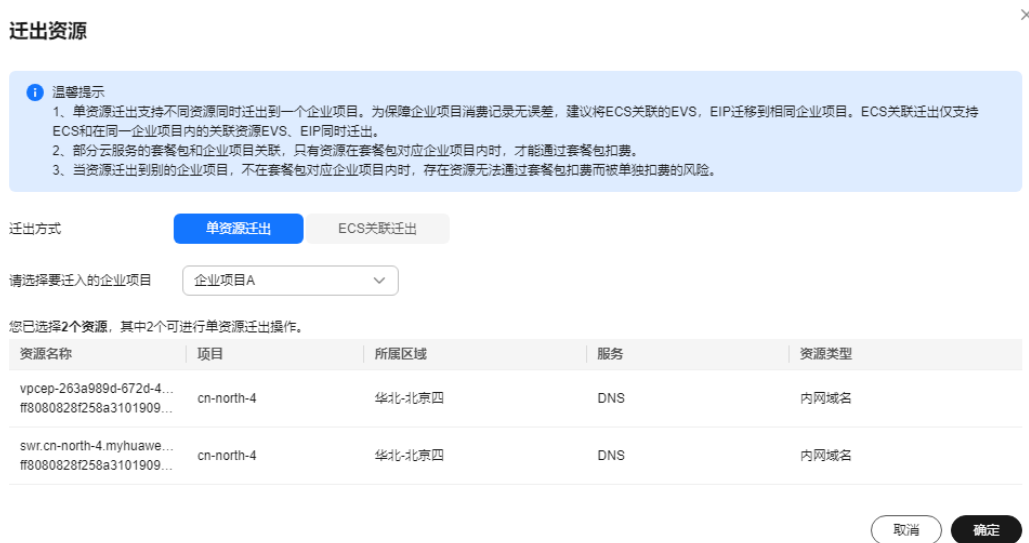 迁出资源
温馨提示
1、单资源迁出支持不同资源同时迁出到一个企业项目。为保障企业项目消费记录无误差，建议将ECS关联的EVS，EIP迁移到相同企业项目。ECS关联迁出仅支持
ECS和在同一企业项目内的关联资源EVS、EIP同时迁出。
2、部分云服务的套餐包和企业项目关联，只有资源在套餐包对应企业项目内时，才能通过套餐包扣费。
3、当资源迁出到别的企业项目，不在套餐包对应企业项目内时，存在资源无法通过套餐包扣费而被单独扣费的风险。
迁出方式 单资源迁出 ECS关联迁出
请选择要迁入的企业项目 企业项目A
您已选择2个资源，其中2个可进行单资源迁出操作。
资源名称 项目 所属区域 服务 资源类型
vpcep-263a989d-672d-4...
ff8080828f258a3101909... cn-north-4 华北-北京四 DNS 内网域名
swr.cn-north-4.myhuawe...
ff8080828f258a3101909... cn-north-4 华北-北京四 DNS 内网域名
取消 确定